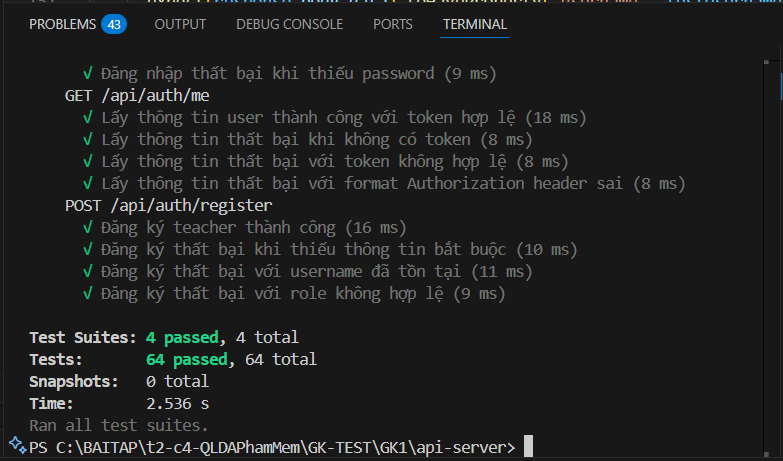 PROBLEMS 43 OUTPUT DEBUG CONSOLE PORTS TERMINAL
√ Đăng nhập thất bại khi thiếu password (9 ms)
GET /api/auth/me
√ Lấy thông tin user thành công với token hợp lệ (18 ms)
√ Lấy thông tin thất bại khi không có token (8 ms)
√ Lấy thông tin thất bại với token không hợp lệ (8 ms)
√ Lấy thông tin thất bại với format Authorization header sai (8 ms)
POST /api/auth/register
√ Đăng ký teacher thành công (16 ms)
√ Đăng ký thất bại khi thiếu thông tin bắt buộc (10 ms)
√ Đăng ký thất bại với username đã tồn tại (11 ms)
√ Đăng ký thất bại với role không hợp lệ (9 ms)
Test Suites: 4 passed, 4 total
Tests: 64 passed, 64 total
Snapshots: 0 total
Time: 2.536 s
Ran all test suites.
PS C:\BAITAP\t2-c4-QLDAPhamMem\GK-TEST\GK1\api-server>